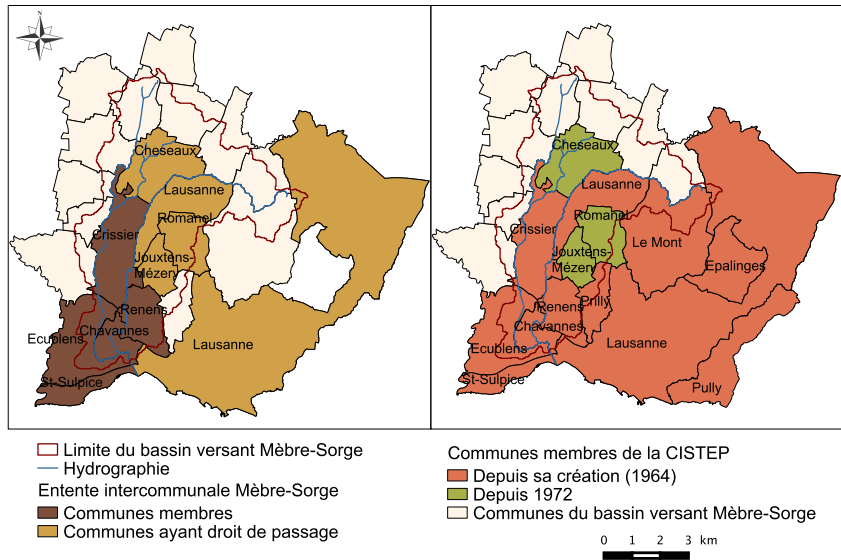 Cheseaux
Lausanne
Romanel
Crissier
Jouxtens-
Mézery
Renens
Chavannes
Ecublens
Lausanne
St-Sulpice
Cheseaux
Lausanne
Romanel
Crissier
Le Mont
Jouxtens-
Mézery
Epalinges
Renens
Prilly
Chavannes
Ecublens
Lausanne
St-Sulpice
Pully
Limite du bassin versant Mèbre-Sorge
Hydrographie
Entente intercommunale Mèbre-Sorge
Communes membres
Communes ayant droit de passage
Communes membres de la CISTEP
Depuis sa création (1964)
Depuis 1972
Communes du bassin versant Mèbre-Sorge
0 1 2 3 km